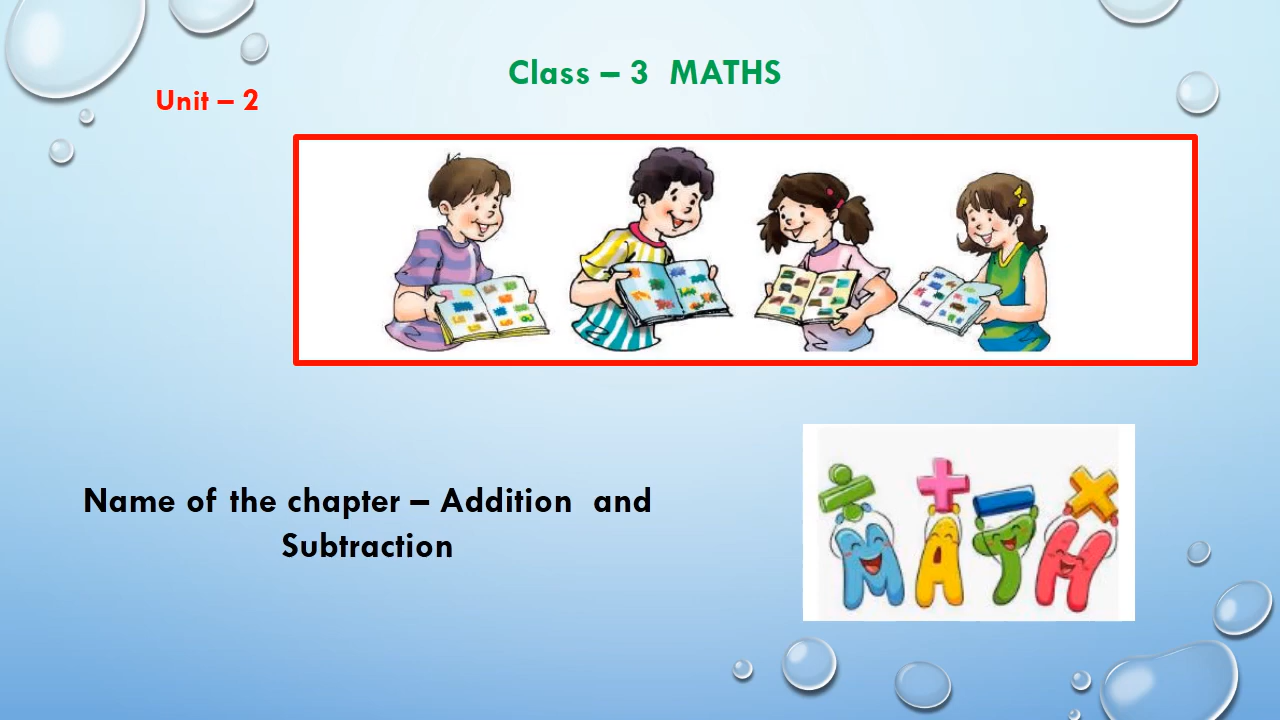 Class – 3  MATHS
Unit – 2
Name of the chapter – Addition  and
Subtraction
MATH